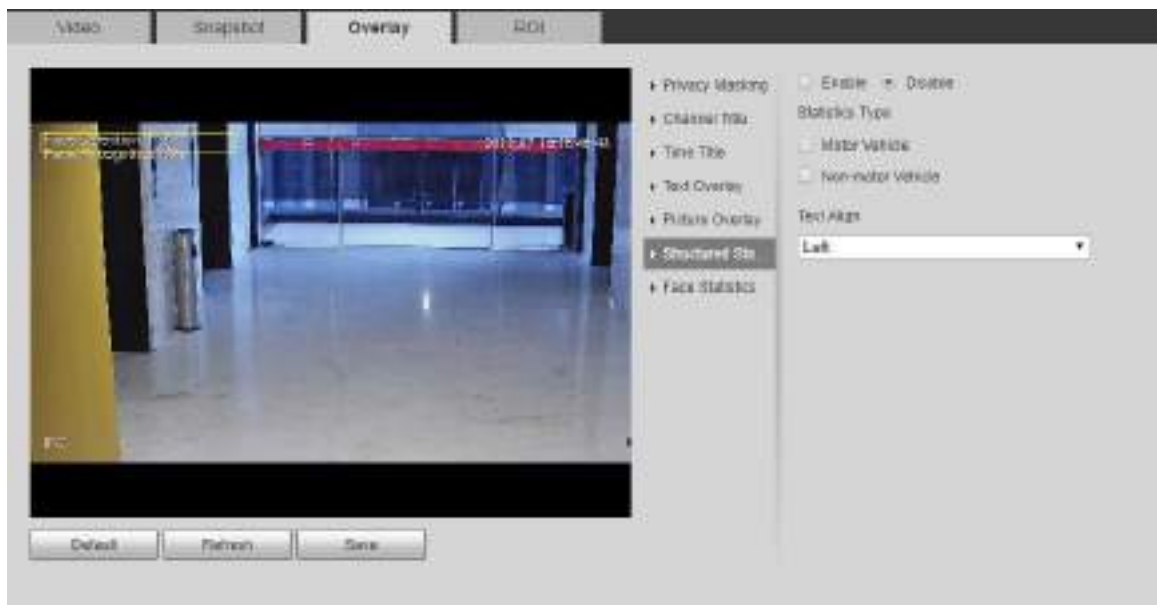 Video Snapshot Overlay ROI
Privacy Masking
Channel Title
Time Title
Text Overlay
Picture Overlay
Structured Sta
Face Statistics
Enable Disable
Statistics Type
Motor Vehicle
Non-motor Vehicle
Text Align
Left
IPC
Default Refresh Save